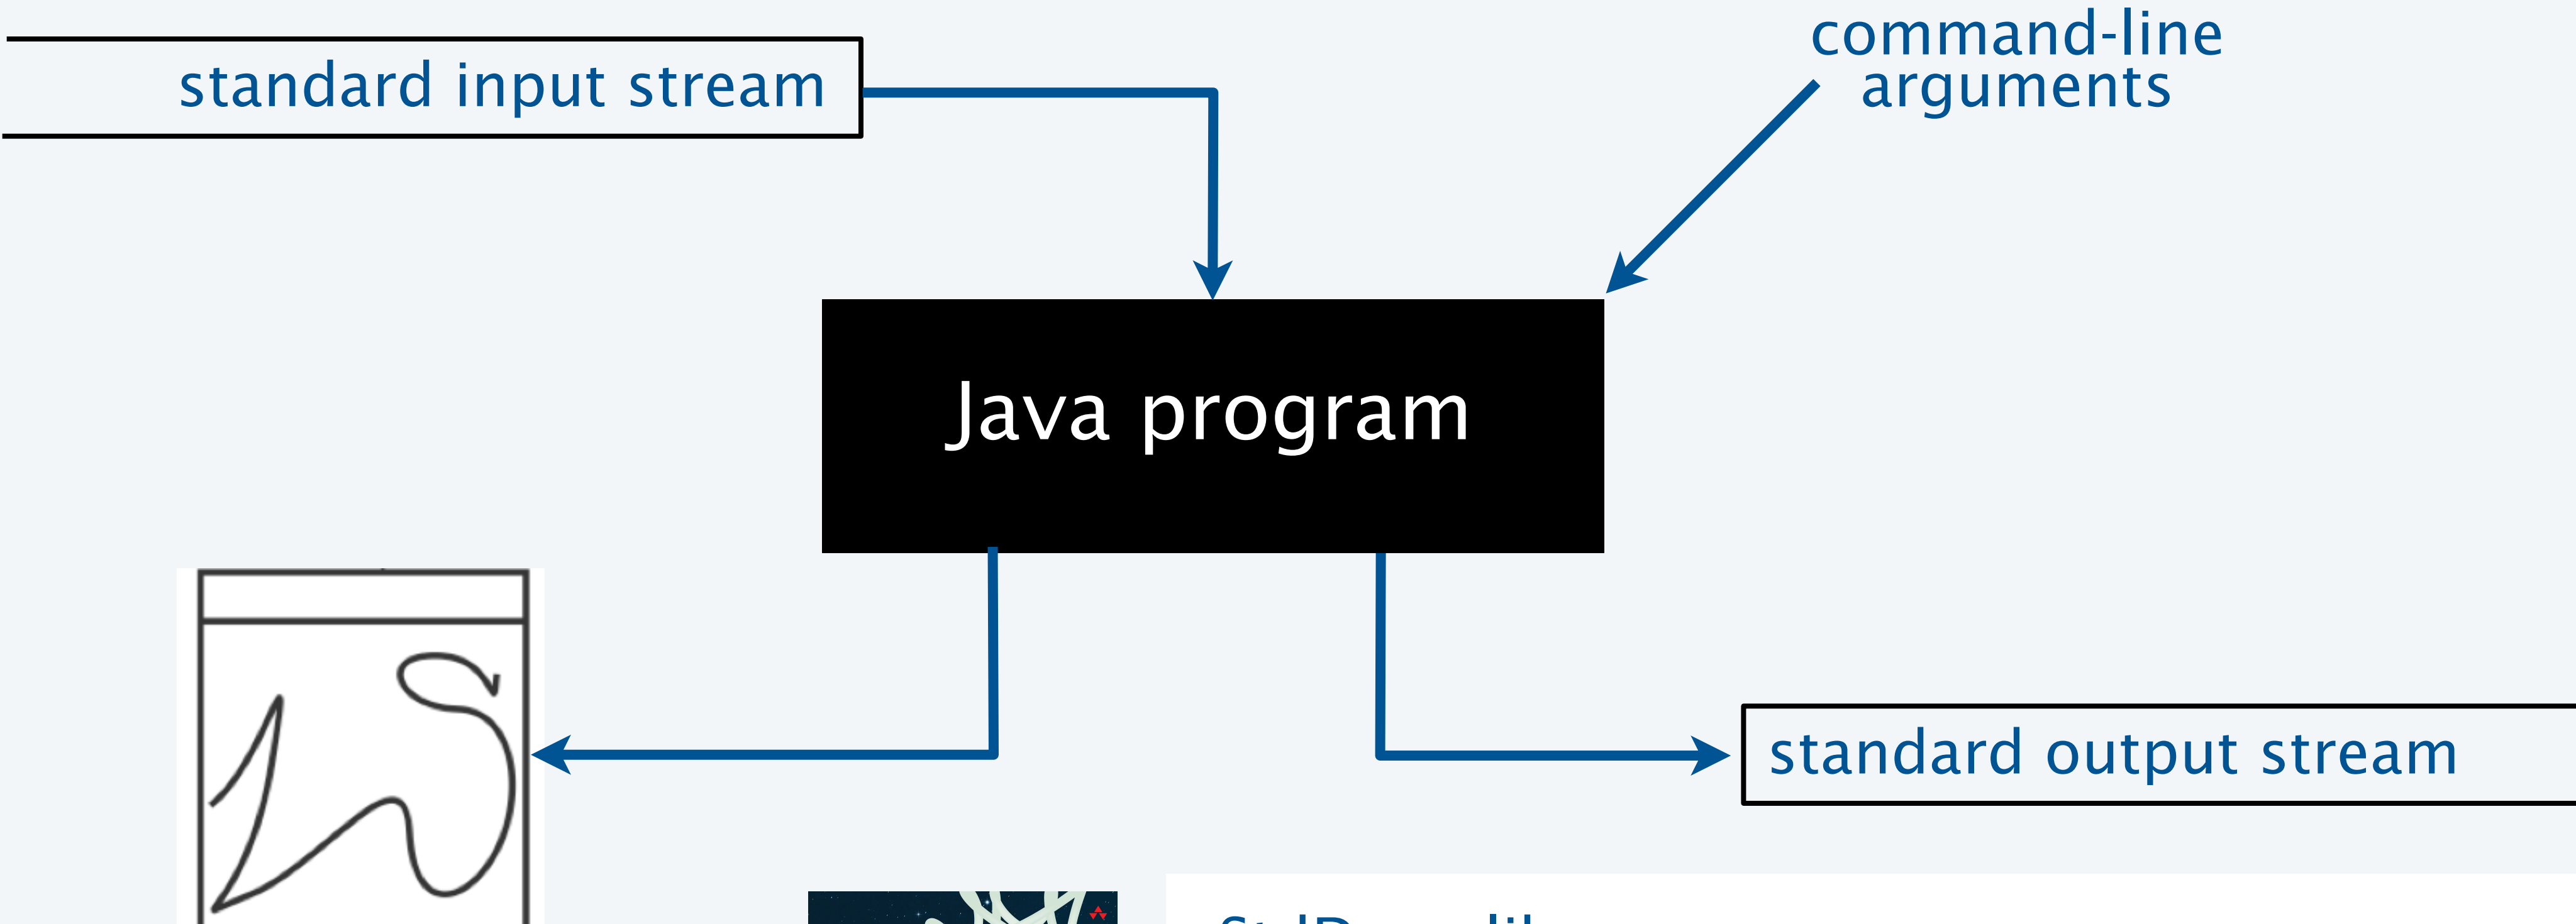 command-line
arguments
standard input stream
Java program
standard output stream